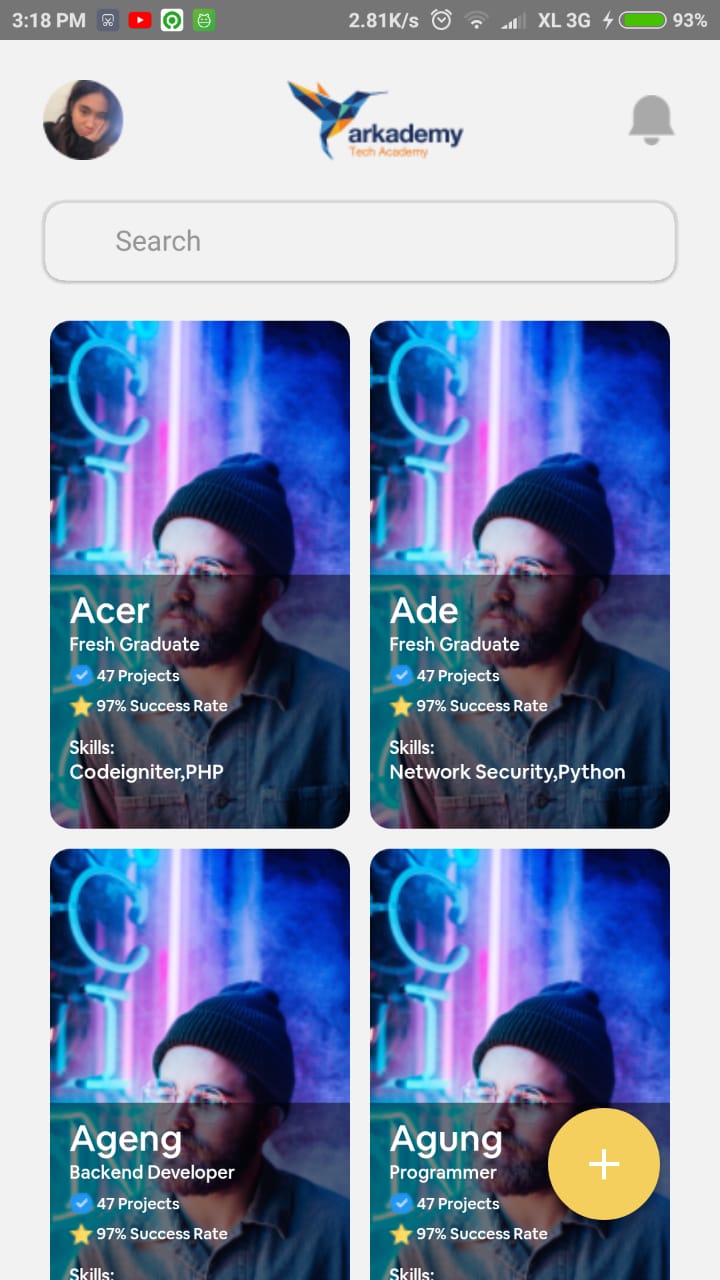 3:18 PM 2.81K/s XL 3G 93%
arkademy
Tech Academy
Search
Acer
Fresh Graduate
47 Projects
97% Success Rate
Skills:
Codeigniter,PHP
Ade
Fresh Graduate
47 Projects
97% Success Rate
Skills:
Network Security,Python
Ageng
Backend Developer
47 Projects
97% Success Rate
Skills:
Agung
Programmer
47 Projects
97% Success Rate
Skills: